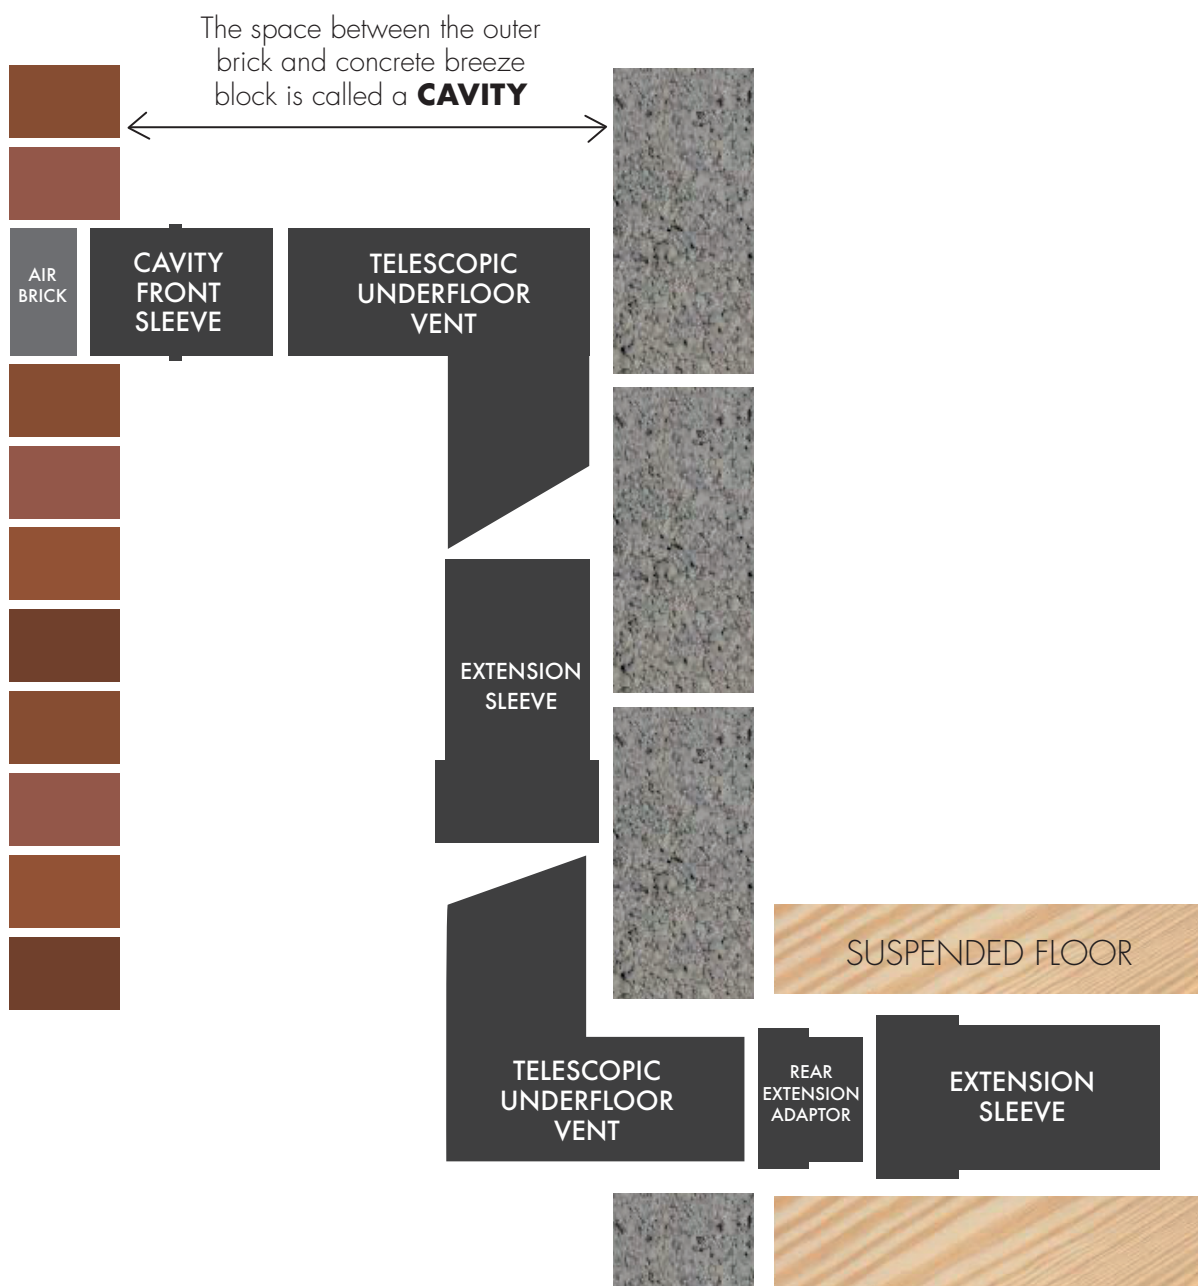 The space between the outer
brick and concrete breeze
block is called a CAVITY
AIR
BRICK
CAVITY
FRONT
SLEEVE
TELESCOPIC
UNDERFLOOR
VENT
EXTENSION
SLEEVE
SUSPENDED FLOOR
TELESCOPIC
UNDERFLOOR
VENT
REAR
EXTENSION
ADAPTOR
EXTENSION
SLEEVE